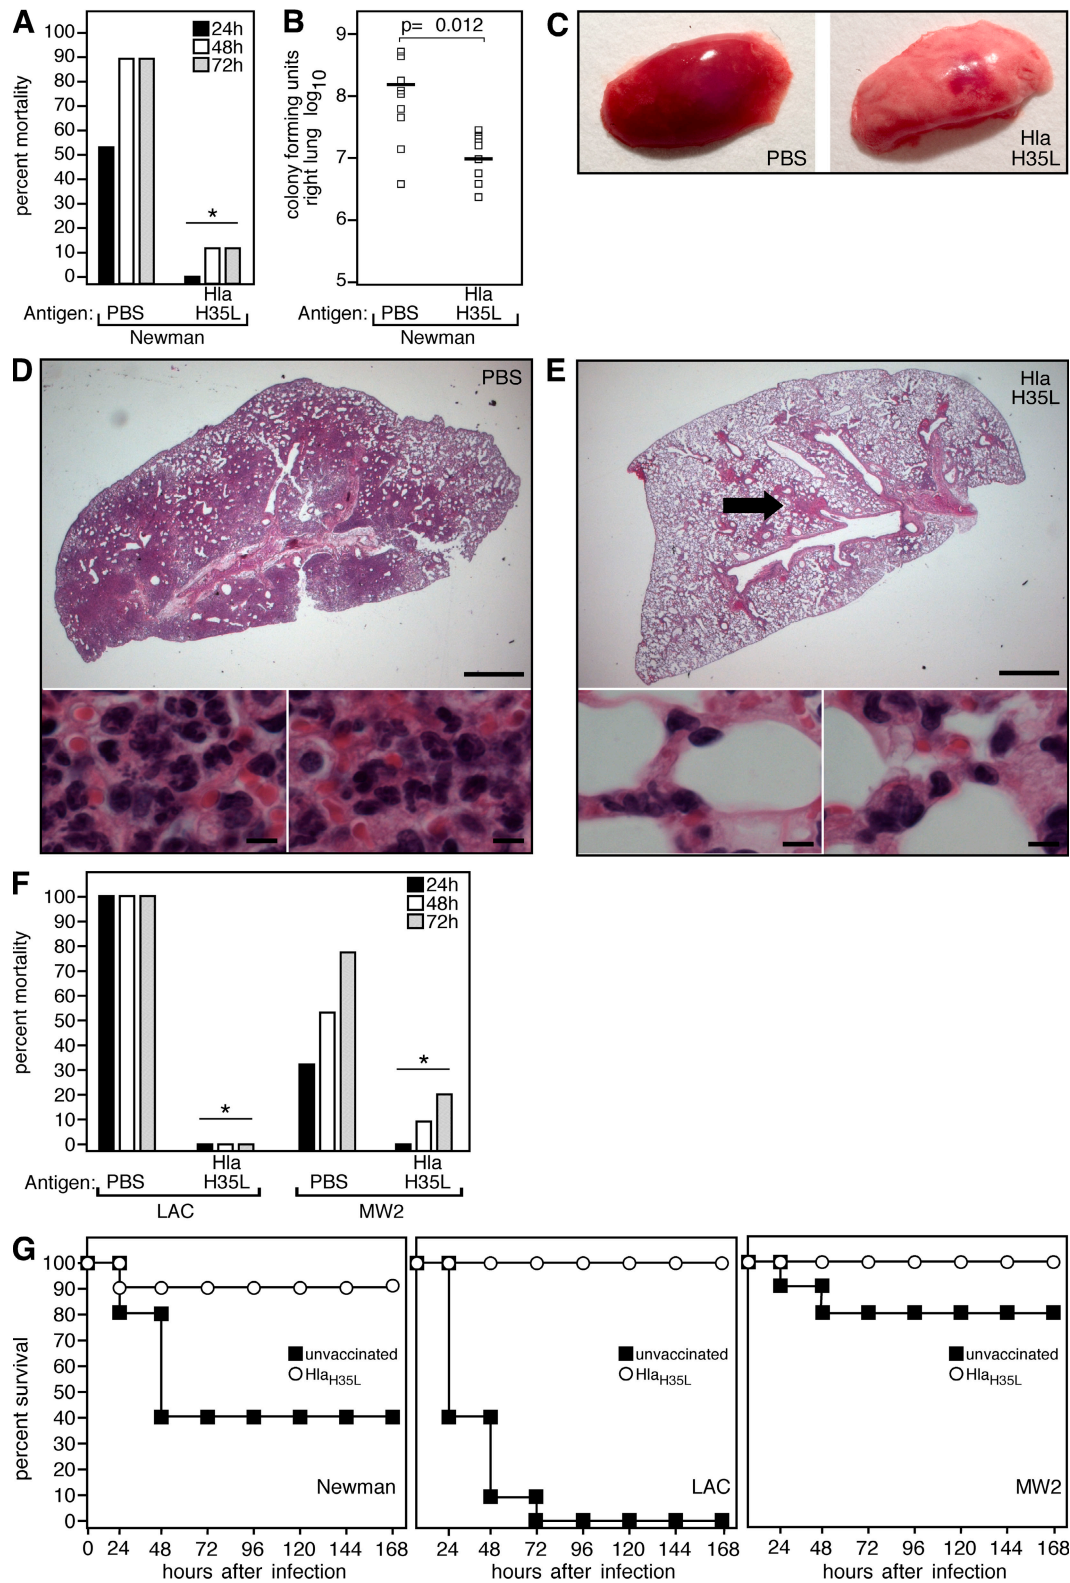 A
100
90
80
70
60
50
40
30
20
10
0
percent mortality
24h
48h
72h
*
Hla
Antigen: PBS H35L
Newman
B
9
8
7
6
5
colony forming units
right lung log10
p= 0.012
Hla
Antigen: PBS H35L
Newman
C
PBS
Hla
H35L
D
PBS
E
Hla
H35L
F
100
90
80
70
60
50
40
30
20
10
0
percent mortality
24h
48h
72h
*
*
Hla Hla
Antigen: PBS H35L PBS H35L
LAC MW2
G
100
90
80
70
60
50
40
30
20
10
0
percent survival
unvaccinated
HlaH35L
Newman
0 24 48 72 96 120 144 168
hours after infection
unvaccinated
HlaH35L
LAC
24 48 72 96 120 144 168
hours after infection
unvaccinated
HlaH35L
MW2
24 48 72 96 120 144 168
hours after infection